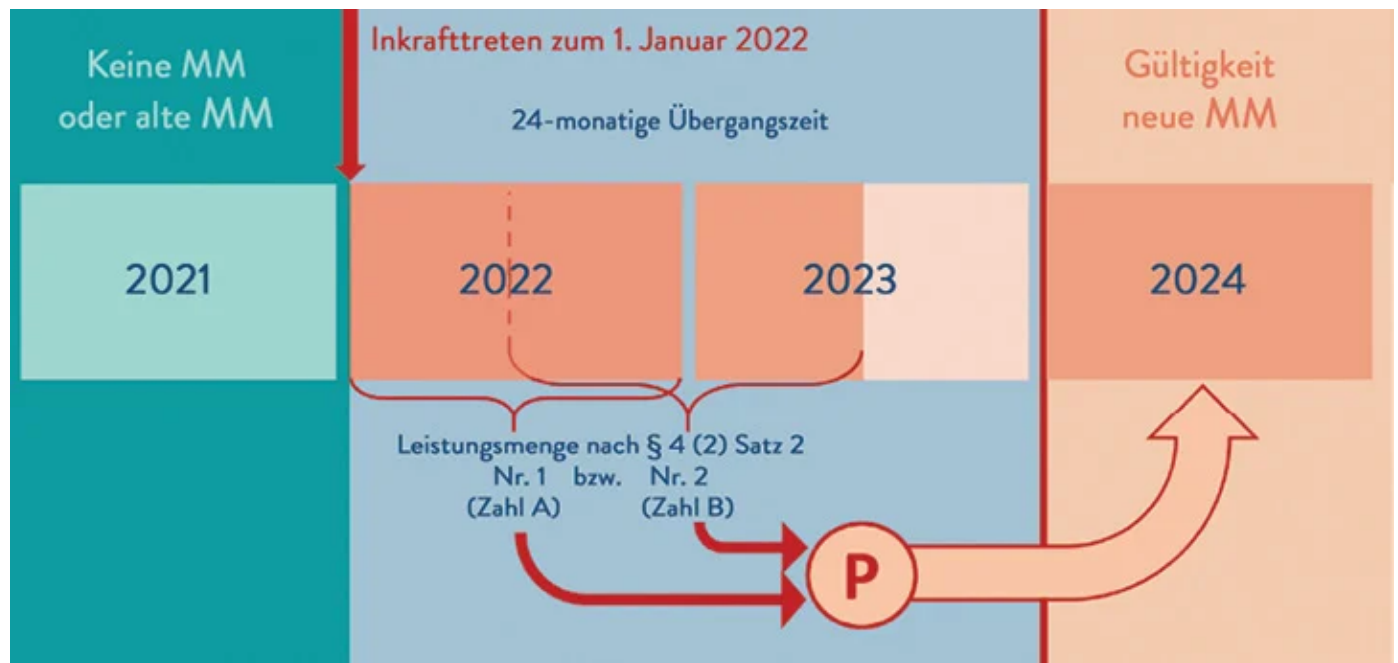 Keine MM
oder alte MM
Inkrafttreten zum 1. Januar 2022
24-monatige Übergangszeit
Gültigkeit
neue MM
2021
2022
2023
2024
Leistungsmenge nach § 4 (2) Satz 2
Nr. 1 bzw. Nr. 2
(Zahl A) (Zahl B)
P